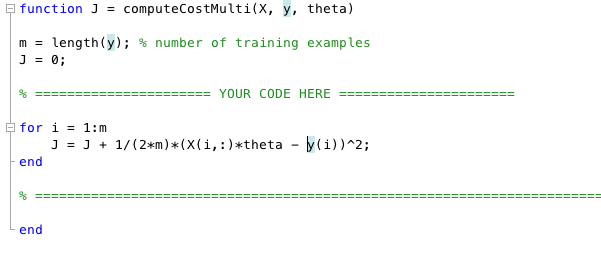 function J = computeCostMulti(X, y, theta)
m = length(y); % number of training examples
J = 0;
% ====================== YOUR CODE HERE ======================
for i = 1:m
J = J + 1/(2*m)*(X(i,:)*theta - y(i))^2;
end
% =========================================================================
end